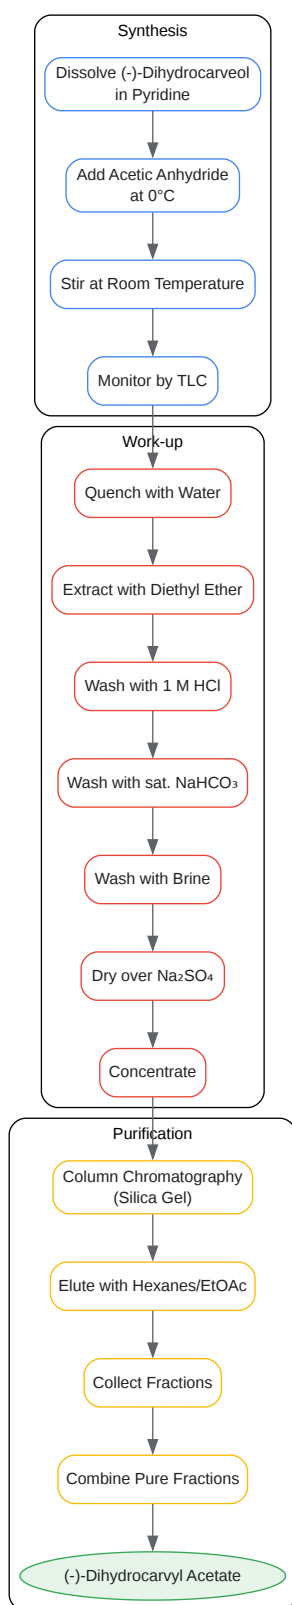 Synthesis
Dissolve (-)-Dihydrocarveol
in Pyridine
Add Acetic Anhydride
at 0°C
Stir at Room Temperature
Monitor by TLC
Work-up
Quench with Water
Extract with Diethyl Ether
Wash with 1 M HCl
Wash with sat. NaHCO₃
Wash with Brine
Dry over Na₂SO₄
Concentrate
Purification
Column Chromatography
(Silica Gel)
Elute with Hexanes/EtOAc
Collect Fractions
Combine Pure Fractions
(-)-Dihydrocarvyl Acetate